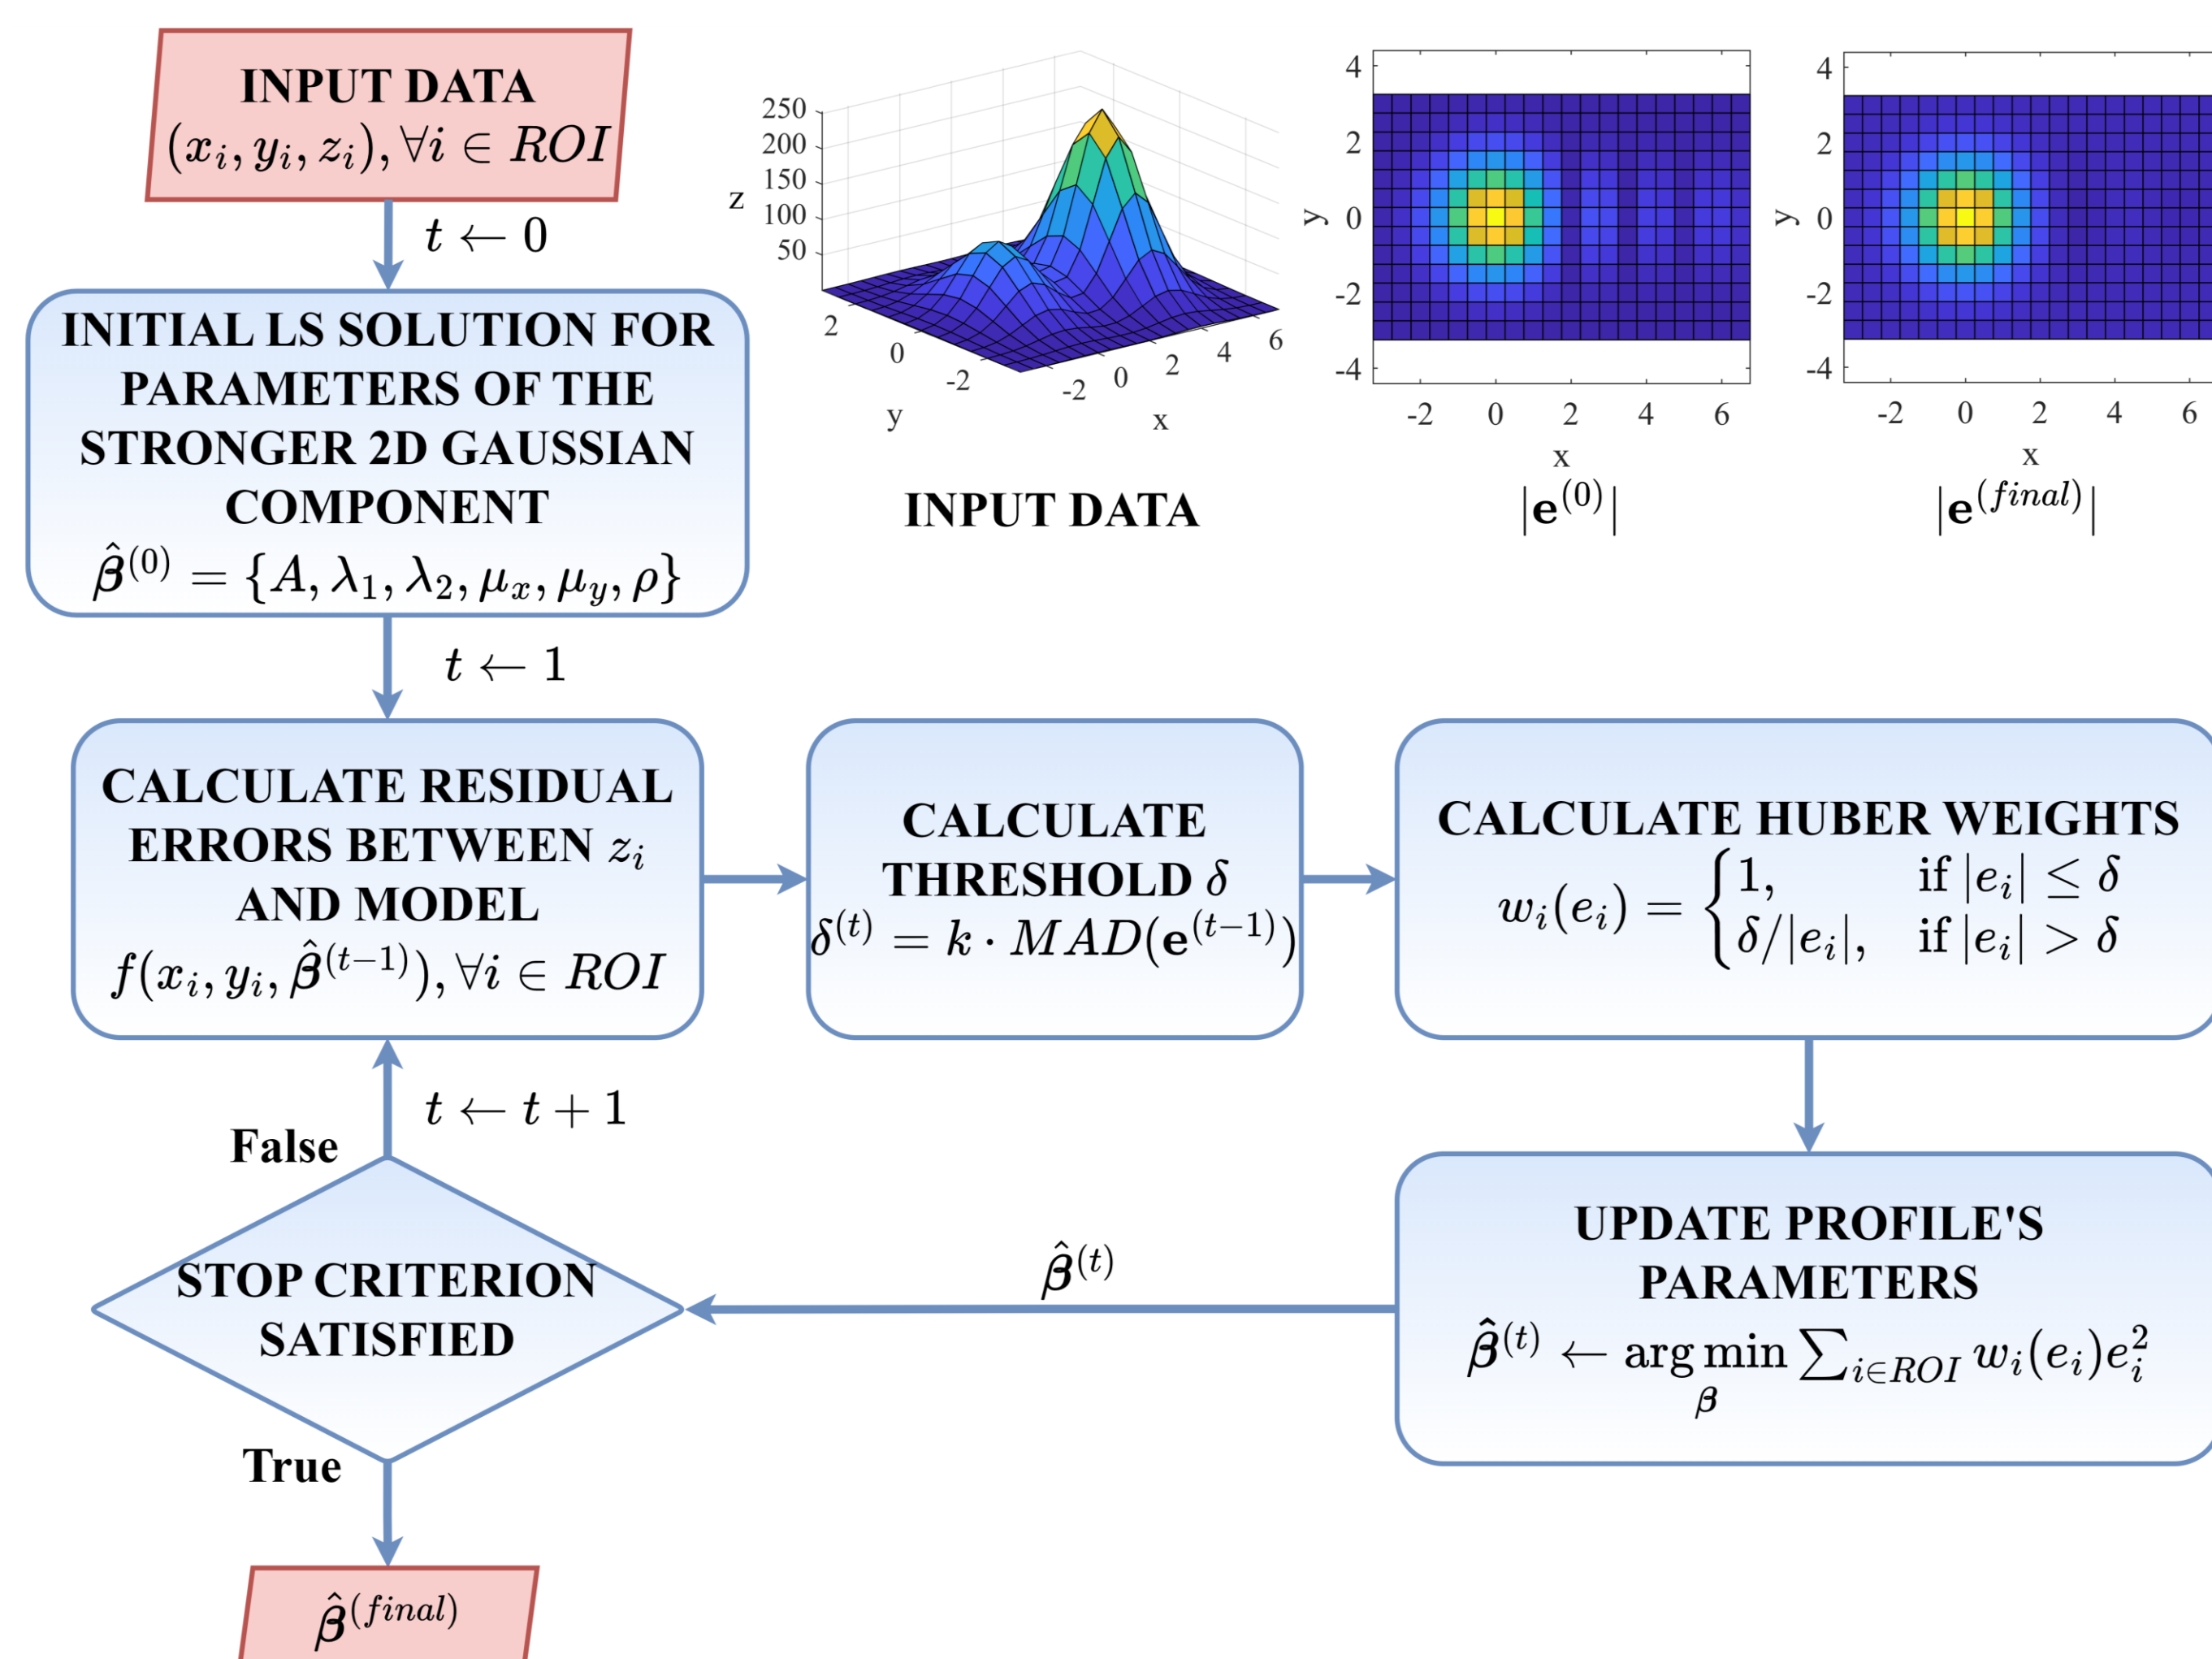 INPUT DATA
(x_i, y_i, z_i), ∀i ∈ ROI
t ← 0
INITIAL LS SOLUTION FOR
PARAMETERS OF THE
STRONGER 2D GAUSSIAN
COMPONENT
β̂^(0) = {A, λ_1, λ_2, μ_x, μ_y, ρ}
t ← 1
250
200
150
100
50
z
2
0
-2
y
-2
0
2
4
6
x
INPUT DATA
4
2
0
-2
-4
y
-2
0
2
4
6
x
|e^(0)|
4
2
0
-2
-4
y
-2
0
2
4
6
x
|e^(final)|
CALCULATE RESIDUAL
ERRORS BETWEEN z_i
AND MODEL
f(x_i, y_i, β̂^(t−1)), ∀i ∈ ROI
CALCULATE
THRESHOLD δ
δ^(t) = k · MAD(e^(t−1))
CALCULATE HUBER WEIGHTS
w_i(e_i) = { 1, if |e_i| ≤ δ
δ/|e_i|, if |e_i| > δ
UPDATE PROFILE'S
PARAMETERS
β̂^(t) ← arg min_β ∑_{i∈ROI} w_i(e_i)e_i^2
β̂^(t)
t ← t + 1
False
STOP CRITERION
SATISFIED
True
β̂^(final)